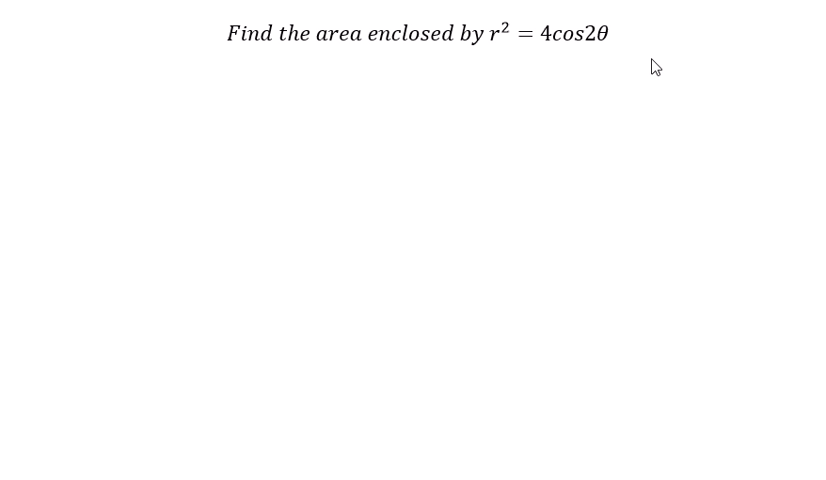 Find the area enclosed by r² = 4cos2θ